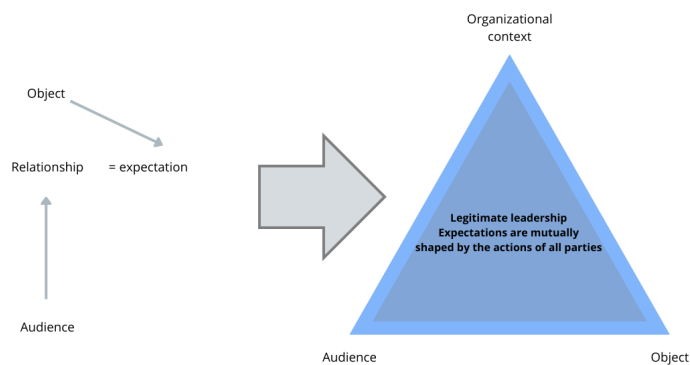 Organizational
context
Object
Relationship = expectation
Audience
Legitimate leadership
Expectations are mutually
shaped by the actions of all parties
Audience
Object